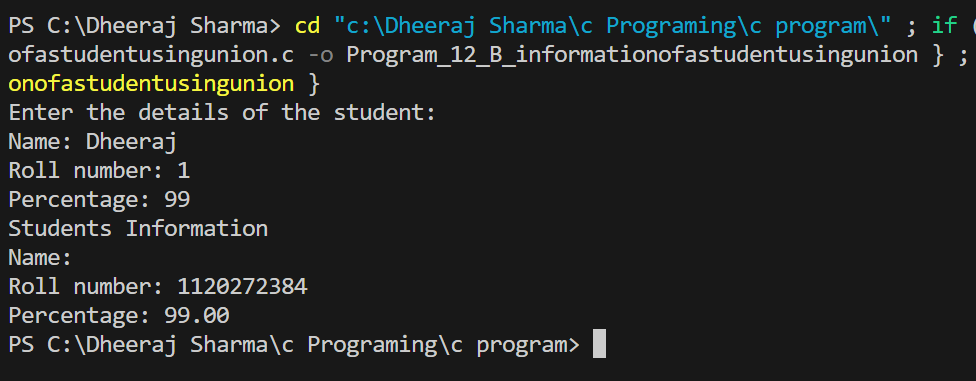 PS C:\Dheeraj Sharma> cd "c:\Dheeraj Sharma\c Programing\c program\" ; if (
ofastudentusingunion.c -o Program_12_B_informationofastudentusingunion } ;
onofastudentusingunion }
Enter the details of the student:
Name: Dheeraj
Roll number: 1
Percentage: 99
Students Information
Name:
Roll number: 1120272384
Percentage: 99.00
PS C:\Dheeraj Sharma\c Programing\c program>